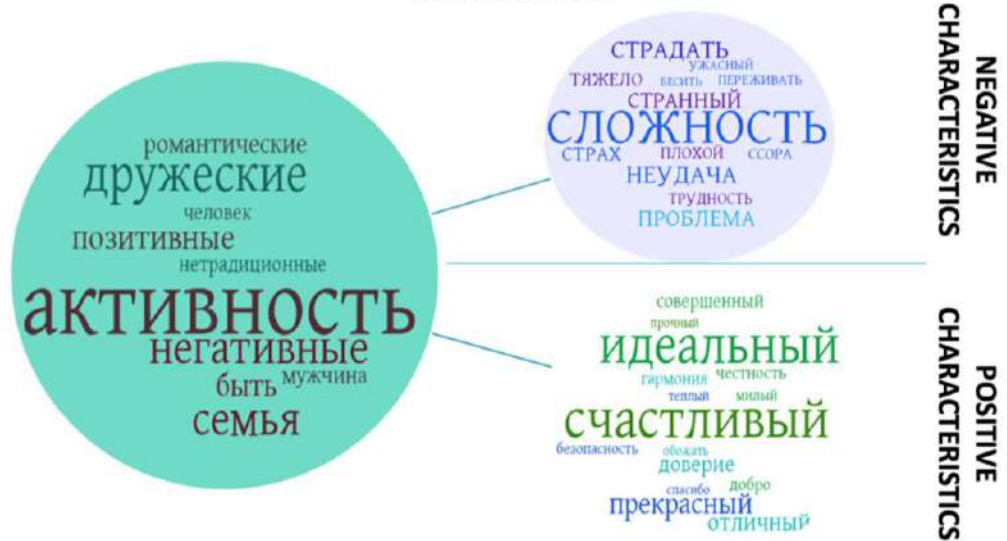 романтические
дружеские
человек
позитивные
нетрадиционные
активность
негативные
быть мужчина
семья
СТРАДАТЬ
УЖАСНЫЙ
ТЯЖЕЛО БЕСИТЬ ПЕРЕЖИВАТЬ
СТРАННЫЙ
СЛОЖНОСТЬ
СТРАХ ПЛОХОЙ ССОРА
НЕУДАЧА
ТРУДНОСТЬ
ПРОБЛЕМА
NEGATIVE
CHARACTERISTICS
совершенный
прочный
идеальный
гармония честность
теплый милый
счастливый
безопасность обожать
доверие
спасибо добро
прекрасный
отличный
POSITIVE
CHARACTERISTICS